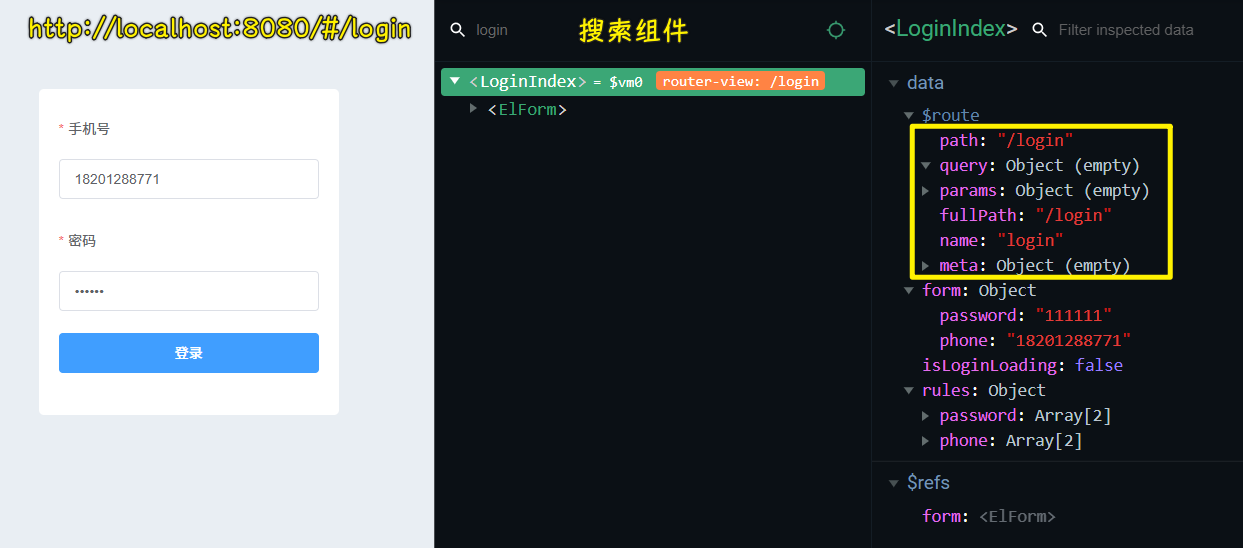 http://localhost:8080/#/login
* 手机号
18201288771
* 密码
••••••
登录
login
搜索组件
<LoginIndex> = $vm0 router-view: /login
<ElForm>
<LoginIndex> Filter inspected data
data
$route
path: "/login"
query: Object (empty)
params: Object (empty)
fullPath: "/login"
name: "login"
meta: Object (empty)
form: Object
password: "111111"
phone: "18201288771"
isLoginLoading: false
rules: Object
password: Array[2]
phone: Array[2]
$refs
form: <ElForm>